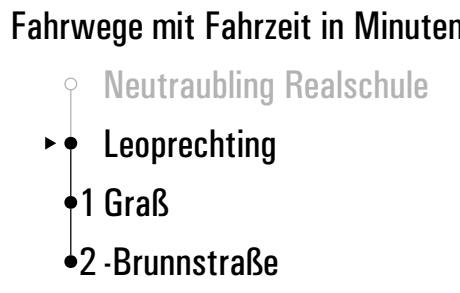 Fahrwege mit Fahrzeit in Minuten
Neutraubling Realschule
Leoprechting
1 Graß
2 -Brunnstraße